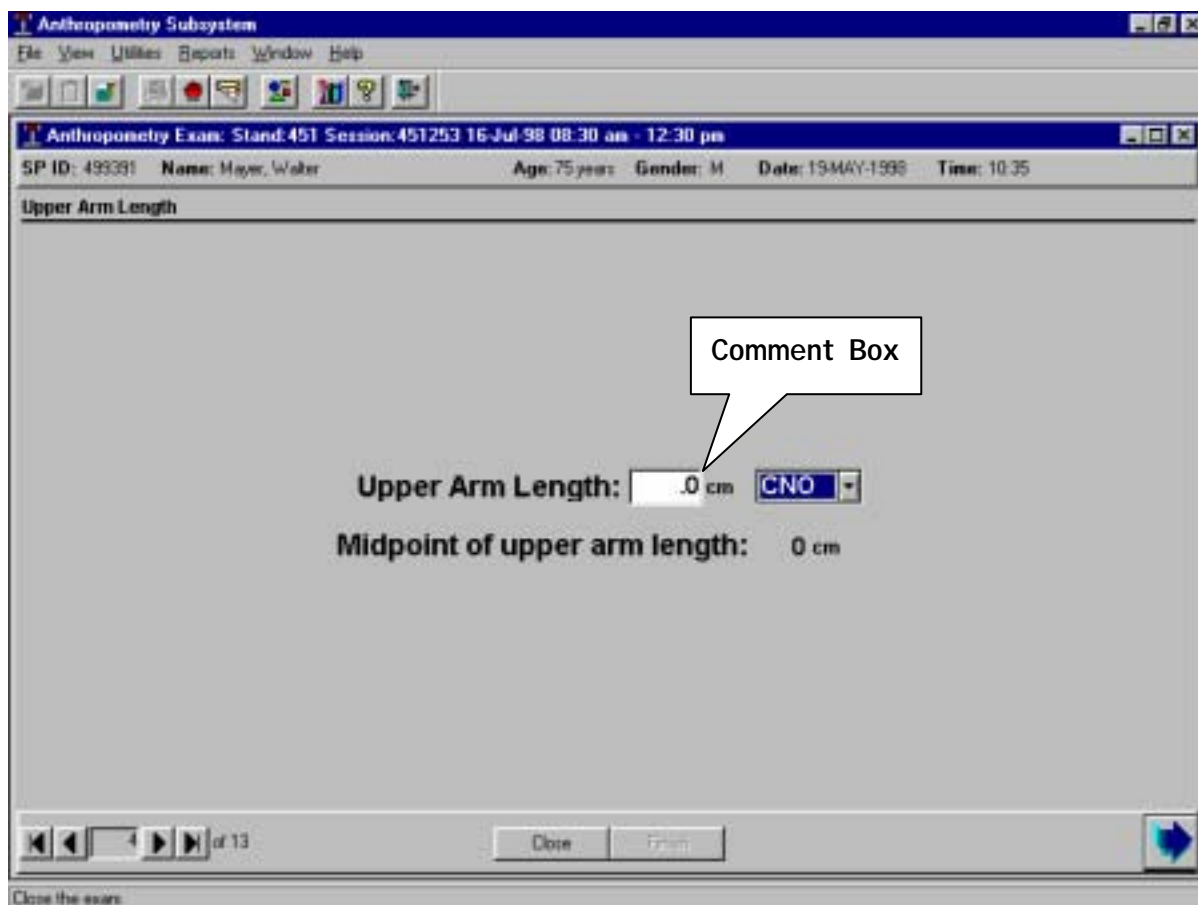 Anthropometry Subsystem
File View Utilities Reports Window Help
Anthropometry Exam: Stand:451 Session:451253 16-Jul-98 08:30 am - 12:30 pm
SP ID: 499391 Name: Mayer, Walter Age: 75 years Gender: M Date: 19-MAY-1998 Time: 10:35
Upper Arm Length
Comment Box
Upper Arm Length: .0 cm CNO
Midpoint of upper arm length: 0 cm
4 of 13 Close Finish
Close the exam